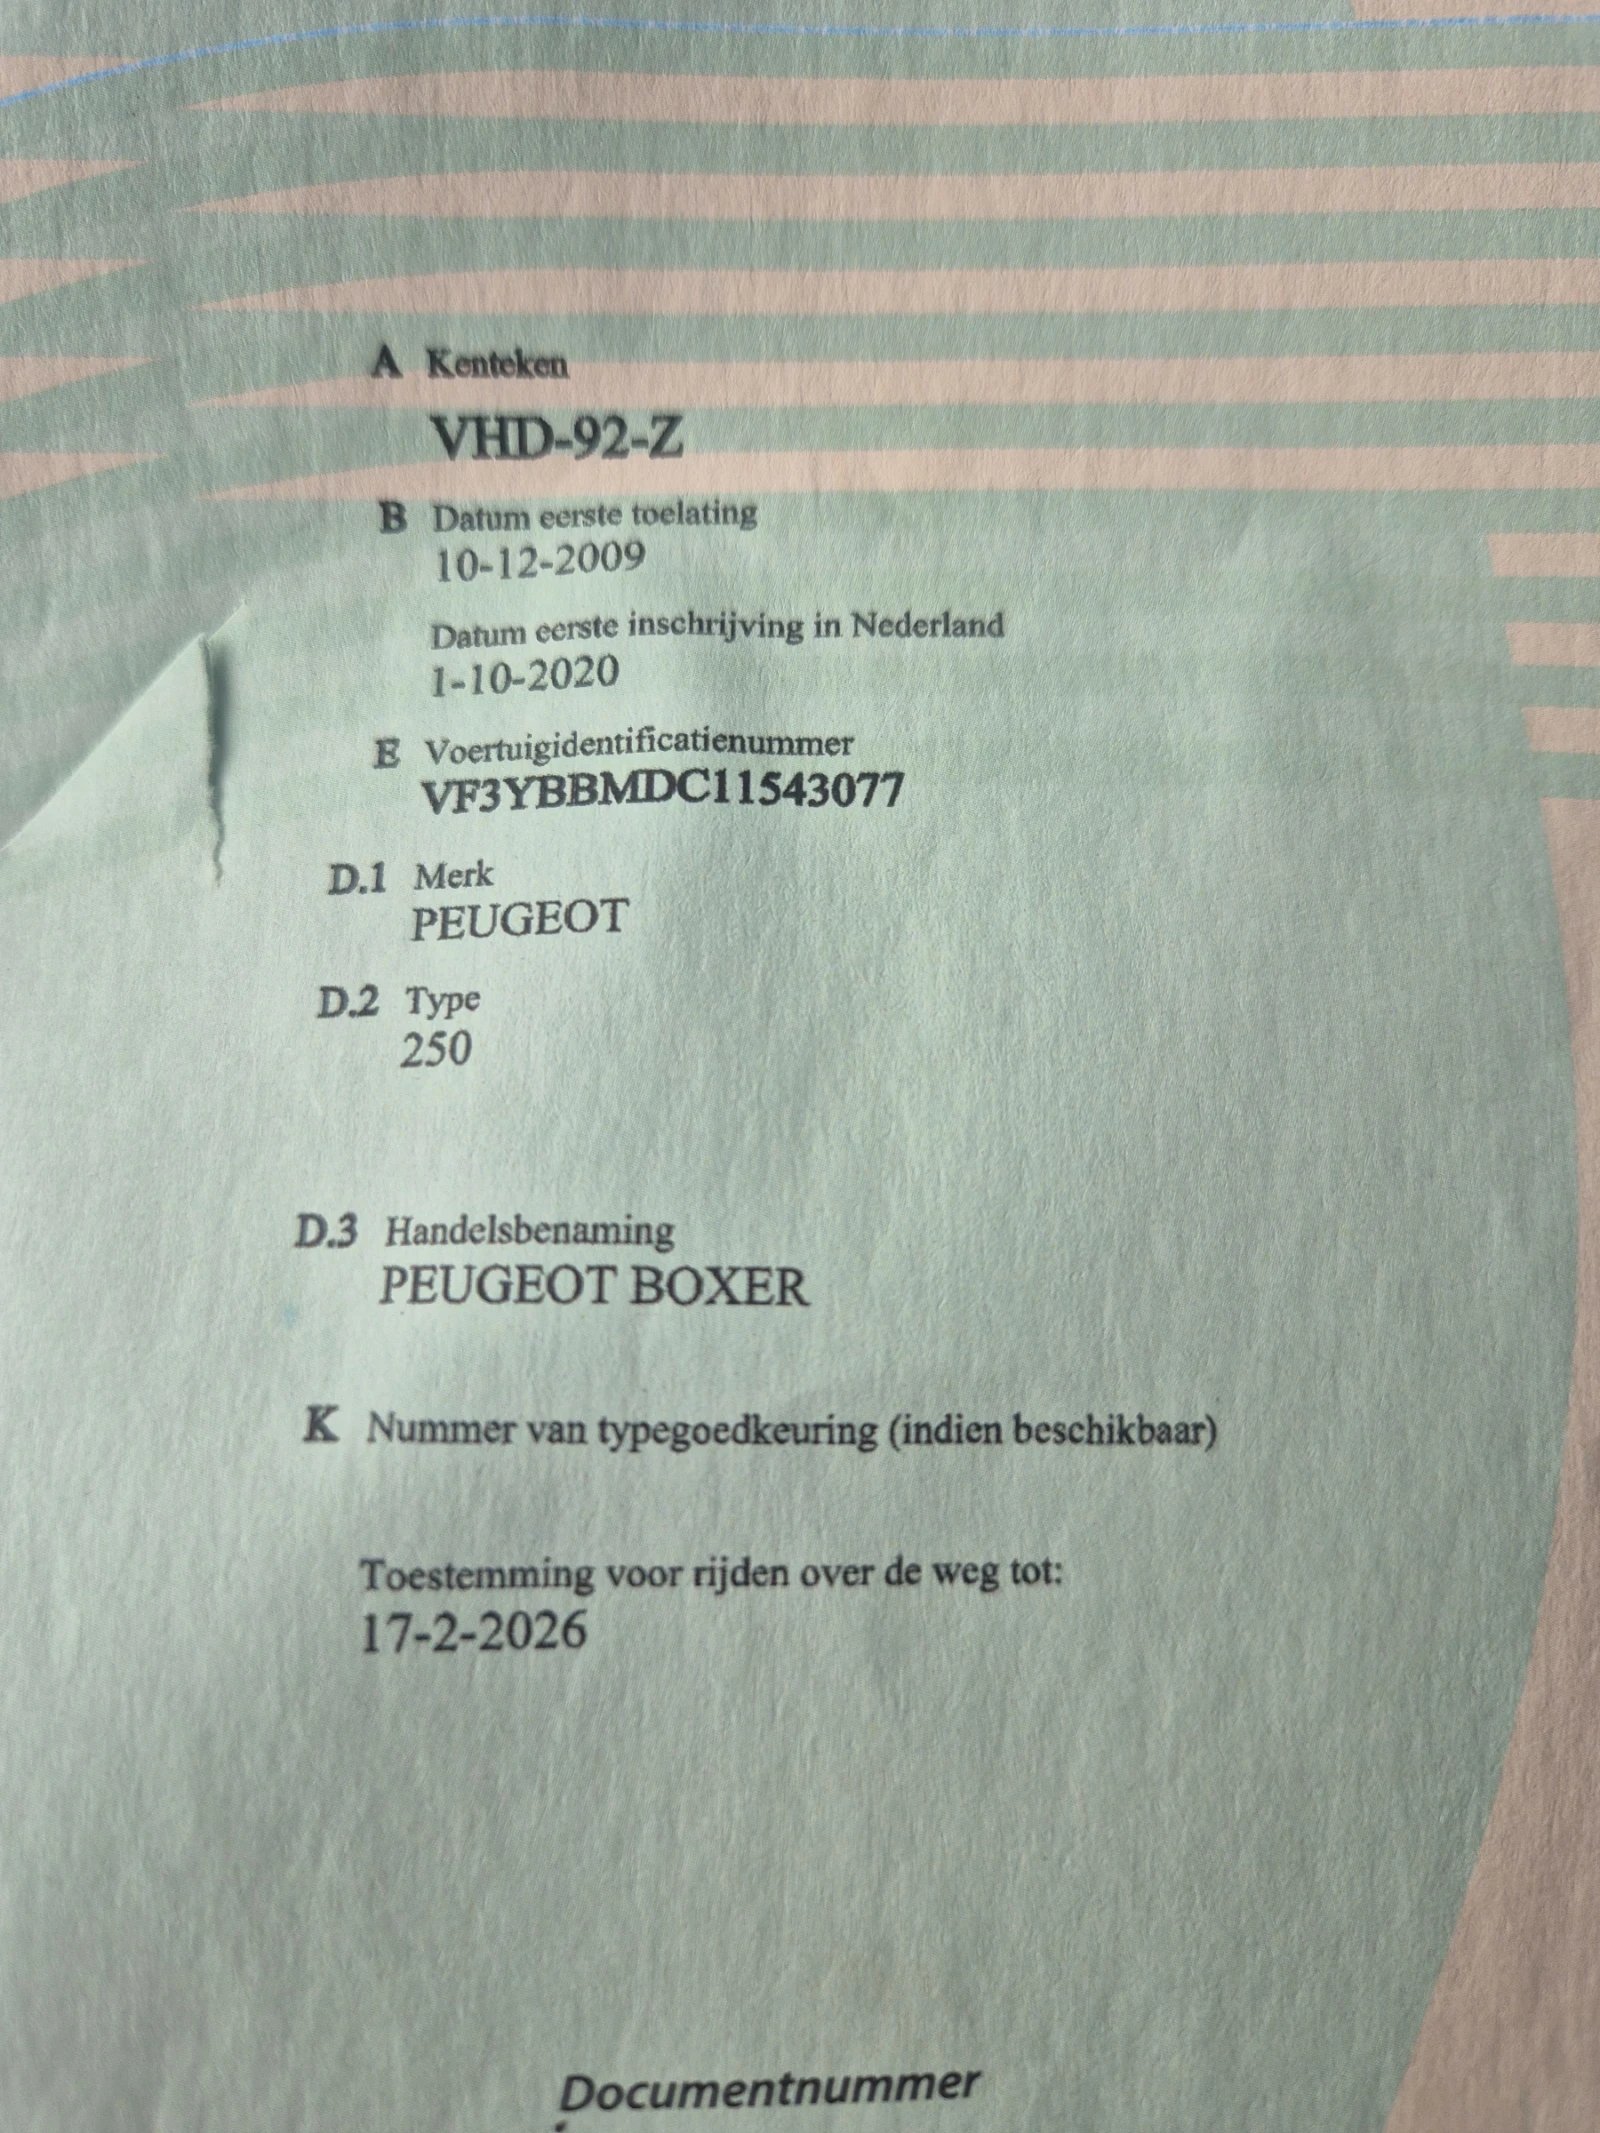 A Kenteken
VHD-92-Z
B Datum eerste toelating
10-12-2009
Datum eerste inschrijving in Nederland
1-10-2020
E Voertuigidentificatienummer
VF3YBBMDC11543077
D.1 Merk
PEUGEOT
D.2 Type
250
D.3 Handelsbenaming
PEUGEOT BOXER
K Nummer van typegoedkeuring (indien beschikbaar)
Toestemming voor rijden over de weg tot:
17-2-2026
Documentnummer